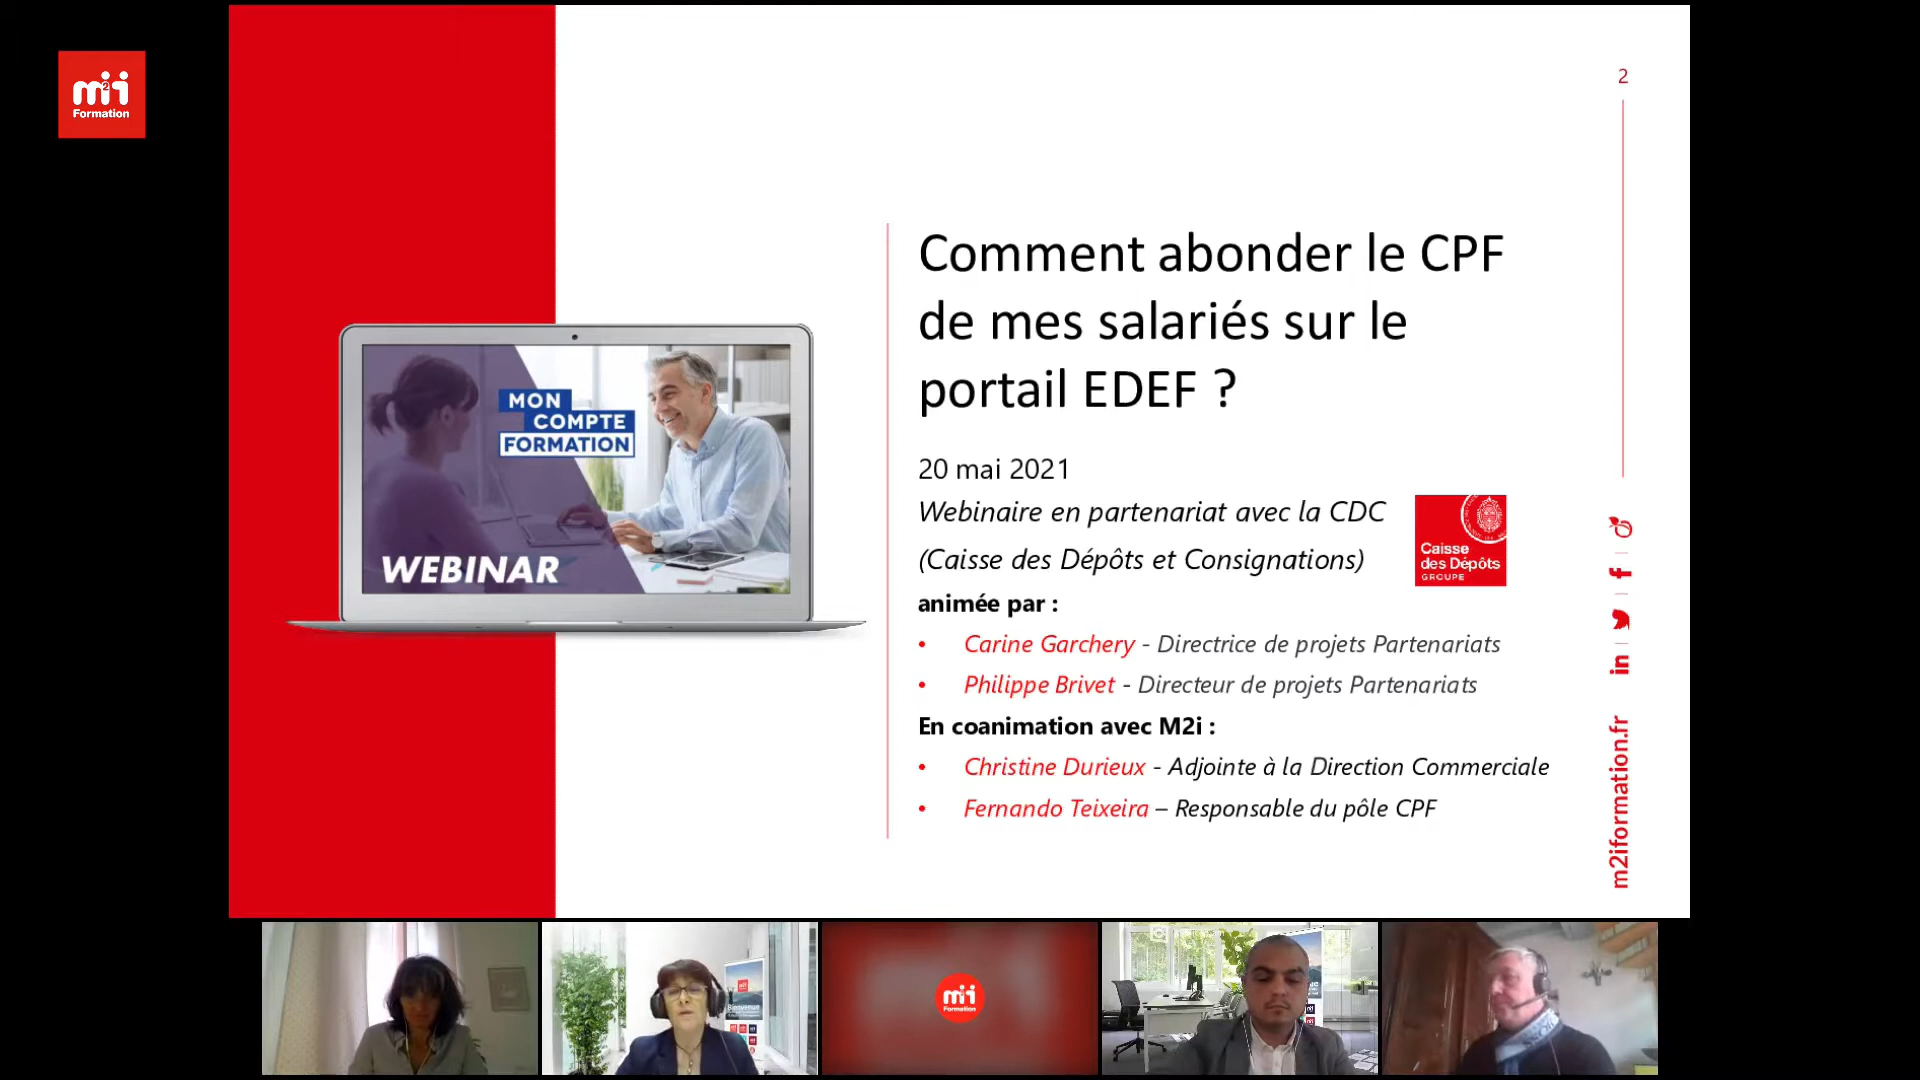 m2i
Formation
2
Comment abonder le CPF
de mes salariés sur le
portail EDEF ?
20 mai 2021
Webinaire en partenariat avec la CDC
(Caisse des Dépôts et Consignations)
Caisse
des Dépôts
GROUPE
animée par :
• Carine Garchery - Directrice de projets Partenariats
• Philippe Brivet - Directeur de projets Partenariats
En coanimation avec M2i :
• Christine Durieux - Adjointe à la Direction Commerciale
• Fernando Teixeira – Responsable du pôle CPF
MON
COMPTE
FORMATION
WEBINAR
m2iformation.fr
m2i
Formation
Bienvenue